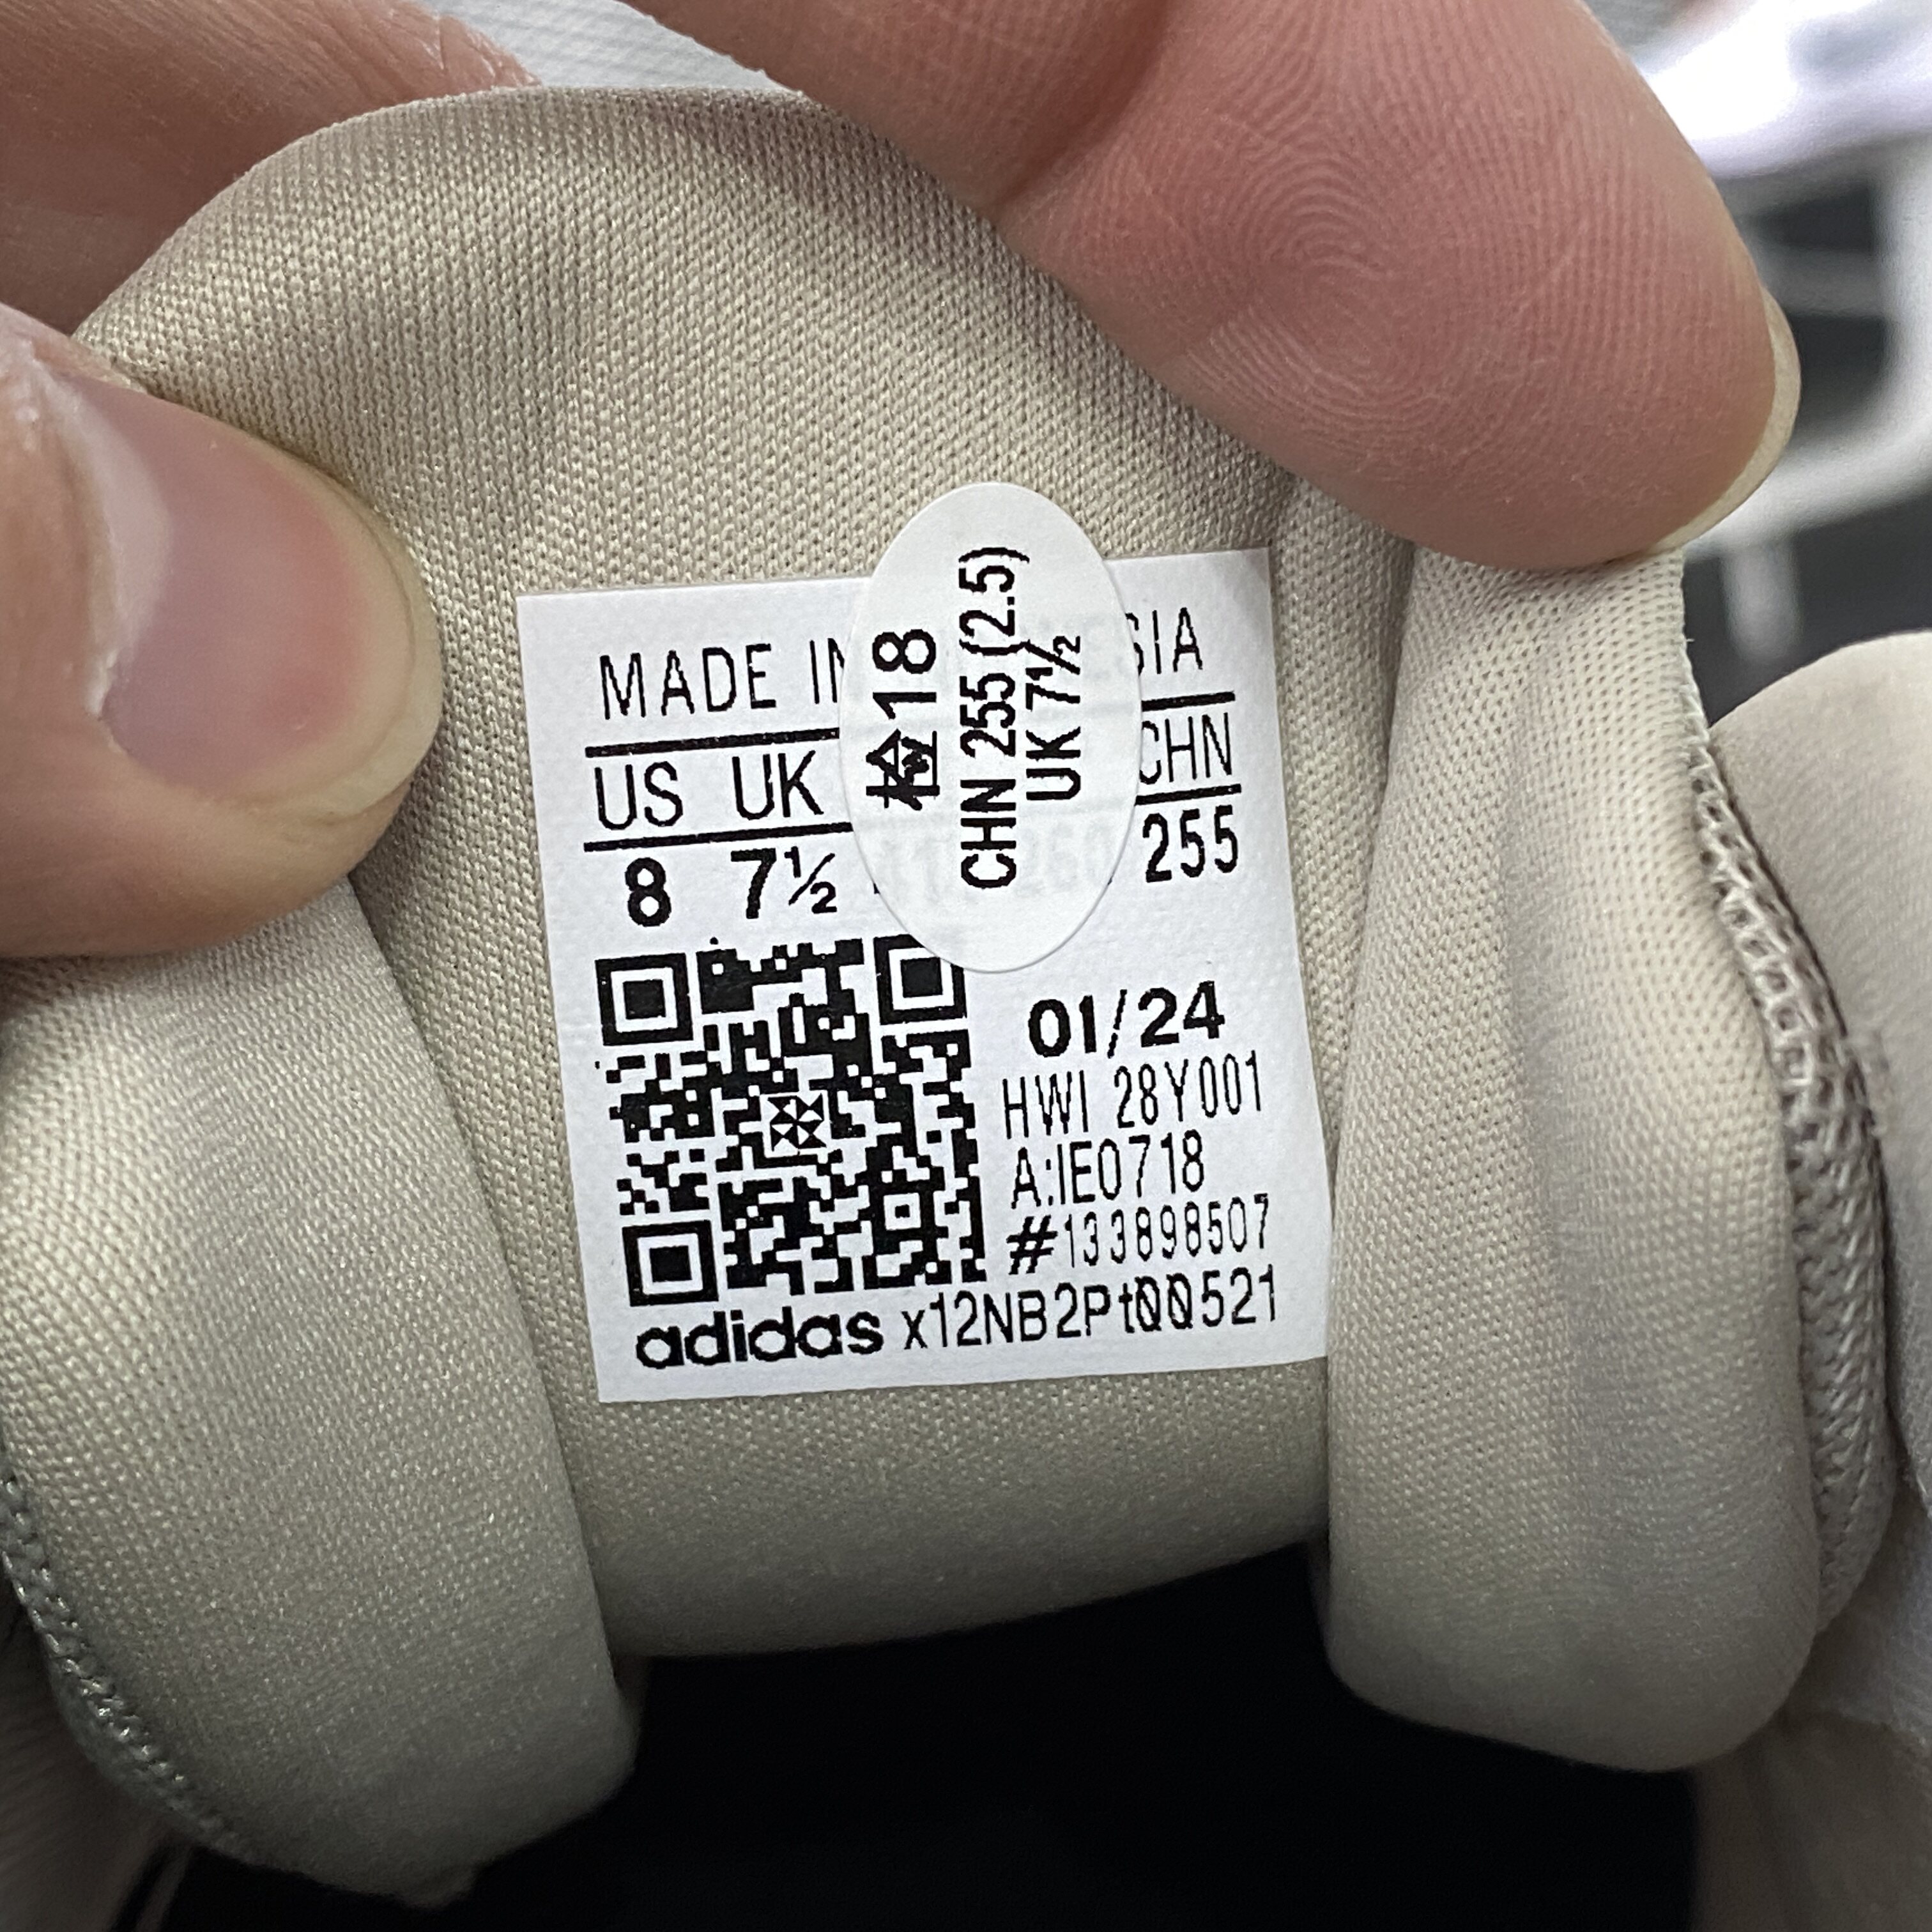 MADE IN
SIA
US UK CHN
8 7½ 255
检18
CHN 255 (2.5)
UK 7½
01/24
HWI 28Y001
A:IE0718
#133898507
adidas x12NB2Pt00521